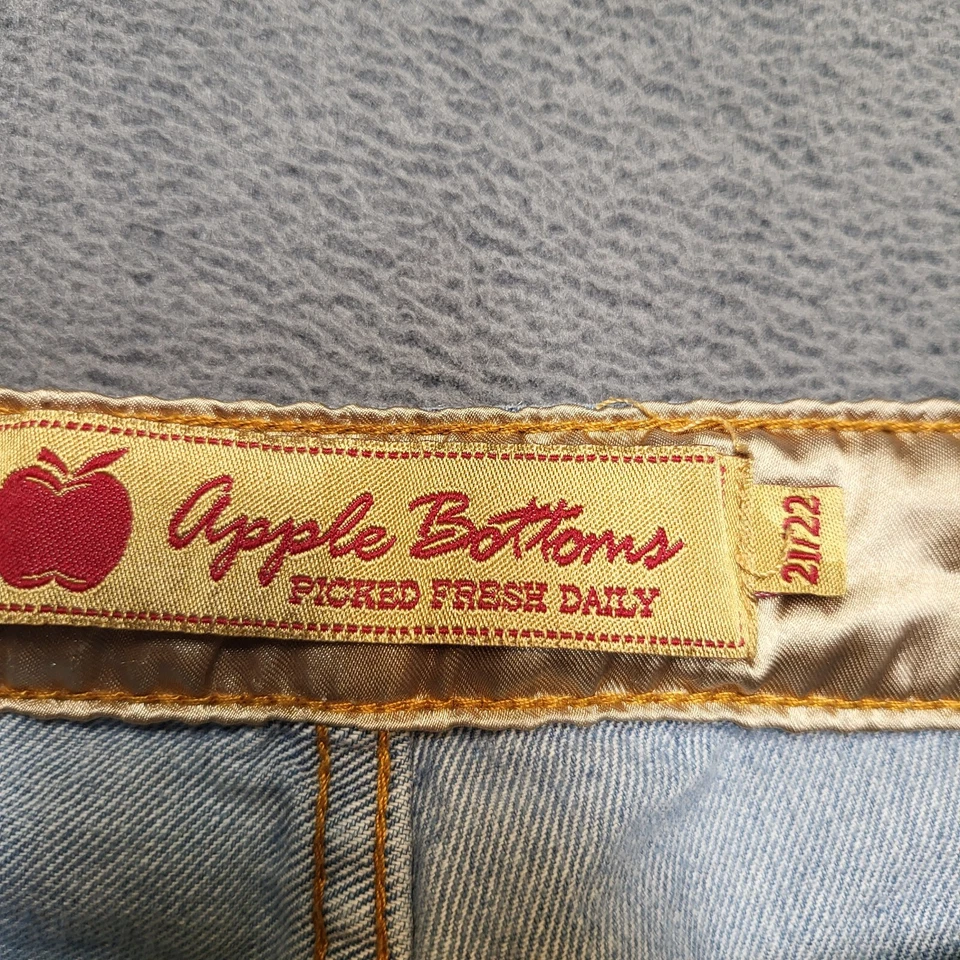 Apple Bottoms
PICKED FRESH DAILY
21/22